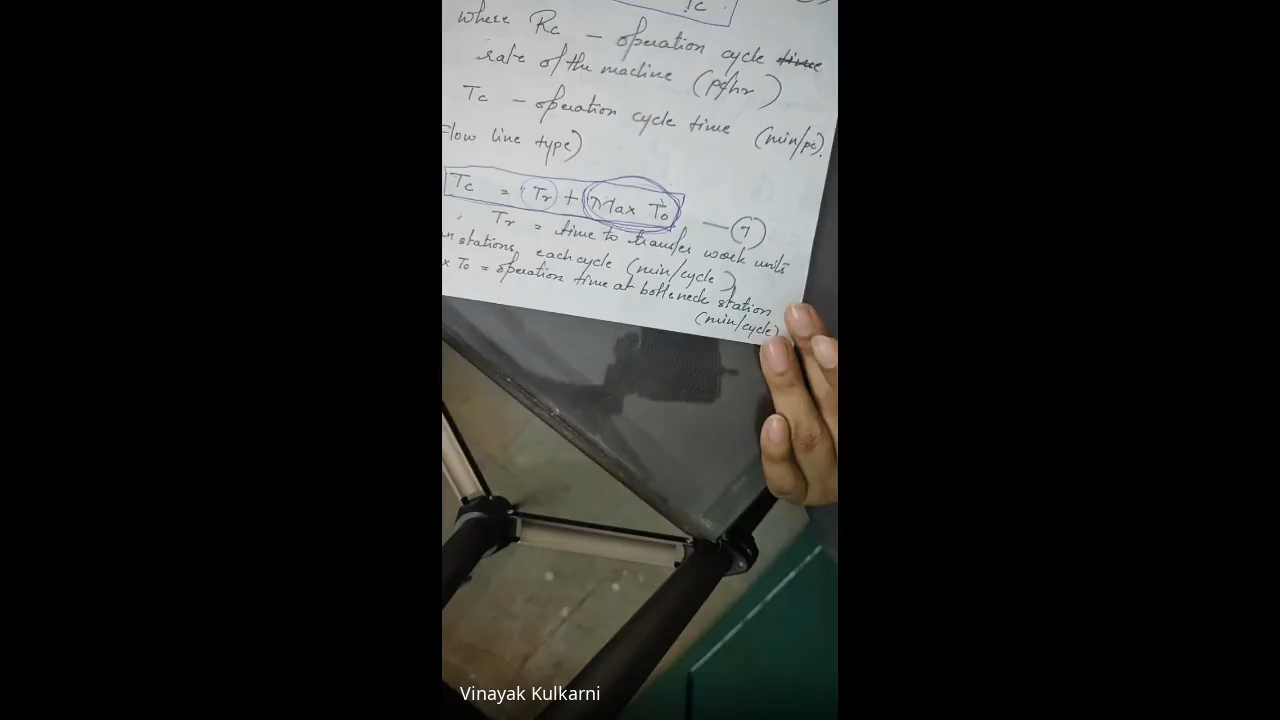 Tc
where Rc – operation cycle time
rate of the machine (pc/hr)
Tc – operation cycle time (min/pc).
Flow line type)
Tc = Tr + Max To — 7
Tr = time to transfer work units
stations, each cycle (min/cycle)
x To = operation time at bottleneck station
(min/cycle)
Vinayak Kulkarni